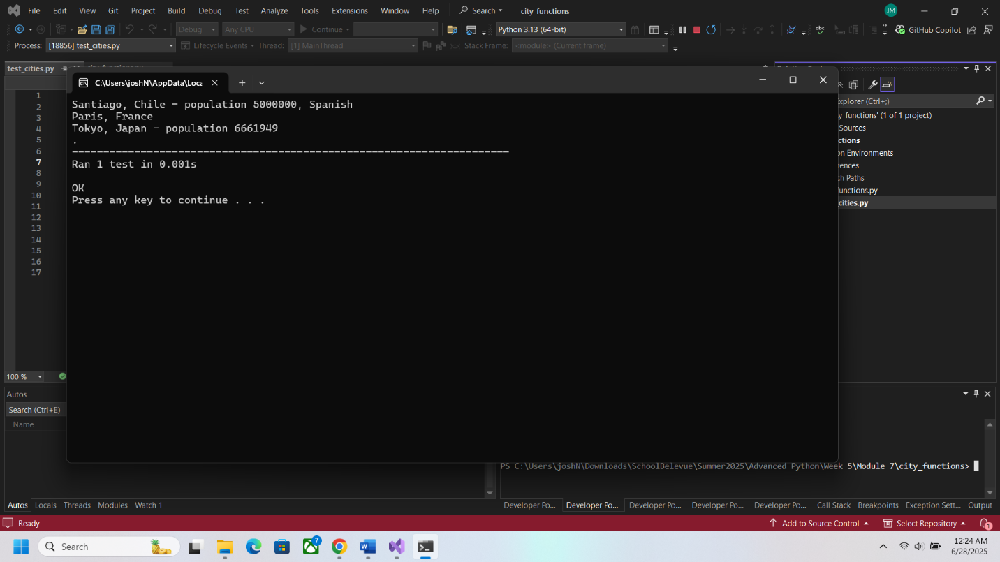 File Edit View Git Project Build Debug Test Analyze Tools Extensions Window Help Search city_functions JM
Debug Any CPU Continue Python 3.13 (64-bit) GitHub Copilot
Process: [18856] test_cities.py Lifecycle Events Thread: [1] MainThread Stack Frame: <module> (Current frame)
test_cities.py
C:\Users\joshN\AppData\Loca
Santiago, Chile - population 5000000, Spanish
Paris, France
Tokyo, Japan - population 6661949
.
----------------------------------------------------------------------
Ran 1 test in 0.001s
OK
Press any key to continue . . .
1
2
3
4
5
6
7
8
9
10
11
12
13
14
15
16
17
xplorer (Ctrl+;)
y_functions' (1 of 1 project)
Sources
ctions
on Environments
rences
ch Paths
functions.py
cities.py
100 %
Autos
Search (Ctrl+E)
Name
PS C:\Users\joshN\Downloads\SchoolBelevue\Summer2025\Advanced Python\Week 5\Module 7\city_functions>
Autos Locals Threads Modules Watch 1
Developer Po... Developer Po... Developer Po... Developer Po... Developer Po... Call Stack Breakpoints Exception Sett... Output
Ready Add to Source Control Select Repository 1
Search 7 12:24 AM
6/28/2025